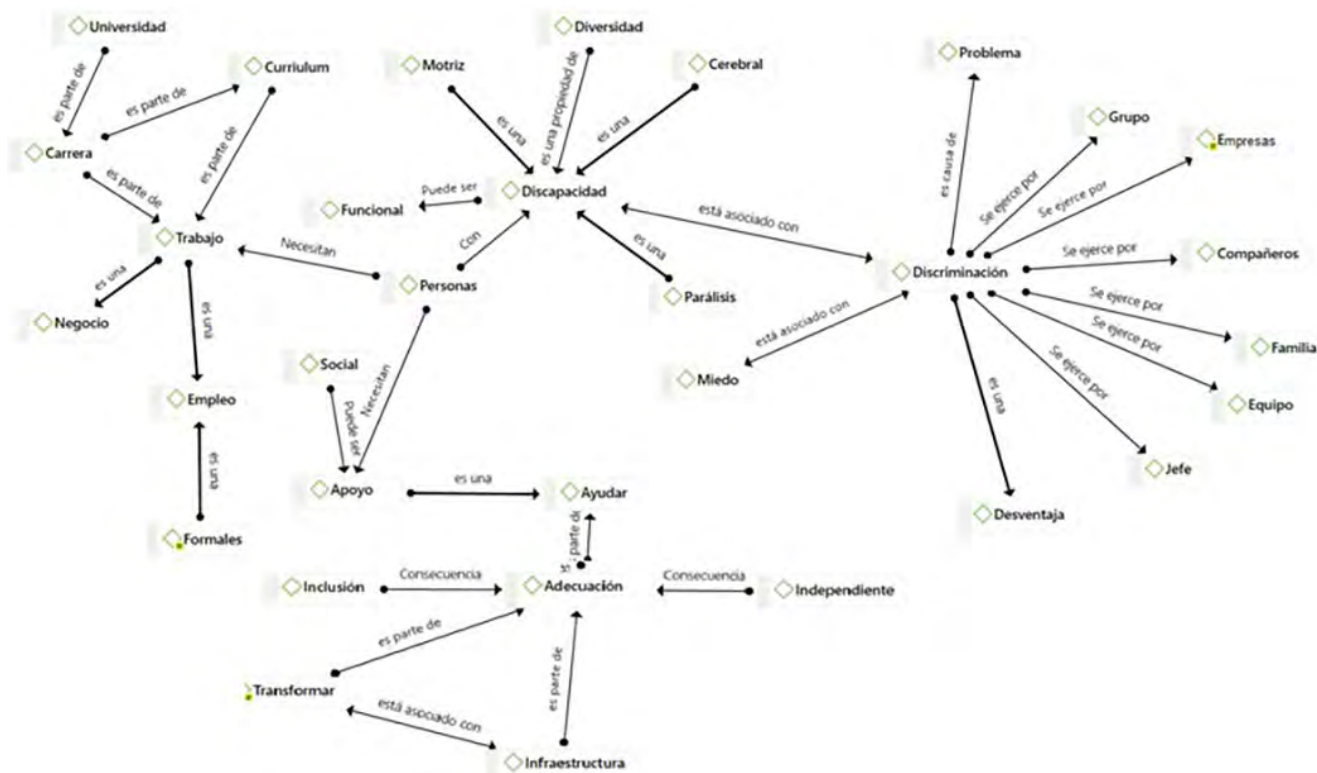 Universidad
Diversidad
Curriulum
Motriz
Cerebral
Problema
es parte de
es parte de
es una
es una propiedad de
es una
Grupo
Empresas
Carrera
es parte de
es parte de
Puede ser
Discapacidad
es causa de
Se ejerce por
Se ejerce por
Funcional
está asociado con
Trabajo
Necesitan
Con
es una
Se ejerce por
Compañeros
es una
Personas
Parálisis
Discriminación
Negocio
es una
está asociado con
Se ejerce por
Se ejerce por
Familia
Social
Necesitan
Miedo
es una
Se ejerce por
Empleo
Puede ser
Equipo
es una
Apoyo
es una
Ayudar
Jefe
Desventaja
Formales
parte de
Inclusión
Consecuencia
Adecuación
Consecuencia
Independiente
es parte de
es parte de
Transformar
está asociado con
Infraestructura